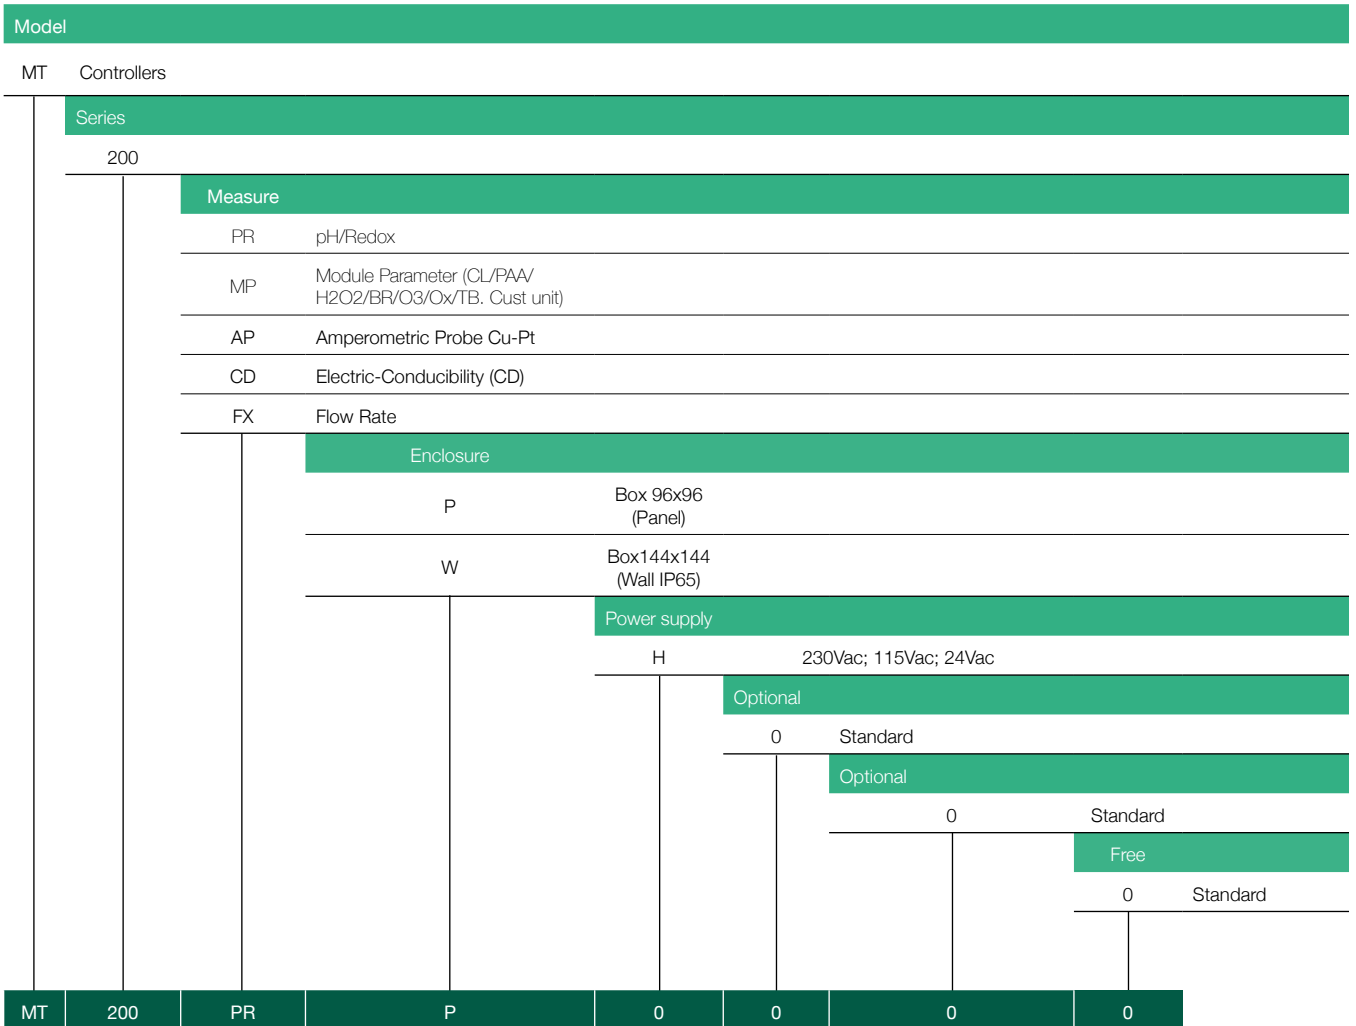 Model
MT Controllers
Series
200
Measure
PR pH/Redox
MP Module Parameter (CL/PAA/
H2O2/BR/O3/Ox/TB. Cust unit)
AP Amperometric Probe Cu-Pt
CD Electric-Conducibility (CD)
FX Flow Rate
Enclosure
P Box 96x96
(Panel)
W Box144x144
(Wall IP65)
Power supply
H 230Vac; 115Vac; 24Vac
Optional
0 Standard
Optional
0 Standard
Free
0 Standard
MT 200 PR P 0 0 0 0